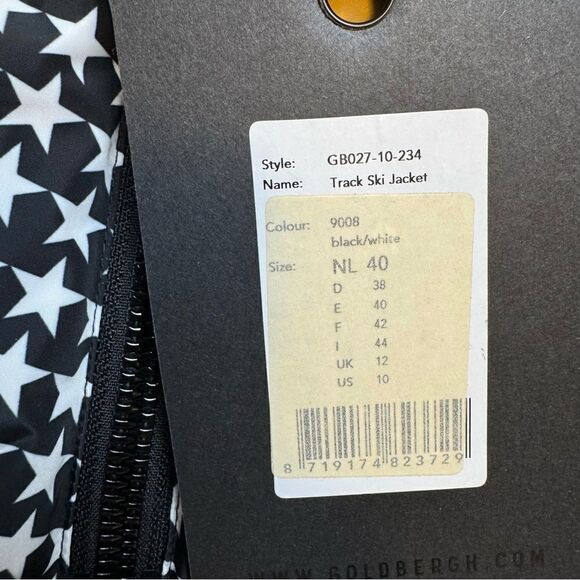 Style: GB027-10-234
Name: Track Ski Jacket
Colour: 9008
black/white
Size: NL 40
D 38
E 40
F 42
I 44
UK 12
US 10
8 719174 823729
WWW.GOLDBERGH.COM